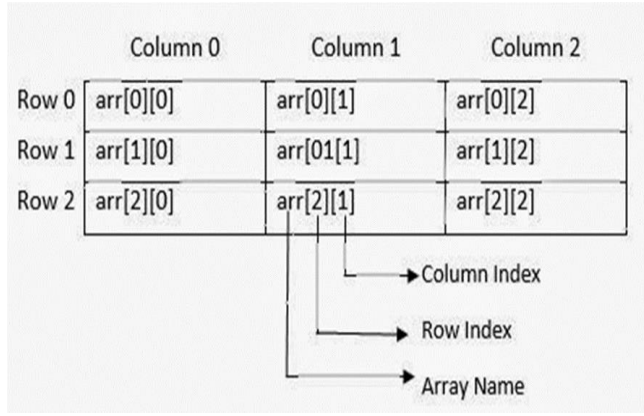 Column 0 Column 1 Column 2
Row 0 arr[0][0] arr[0][1] arr[0][2]
Row 1 arr[1][0] arr[01[1] arr[1][2]
Row 2 arr[2][0] arr[2][1] arr[2][2]
Column Index
Row Index
Array Name